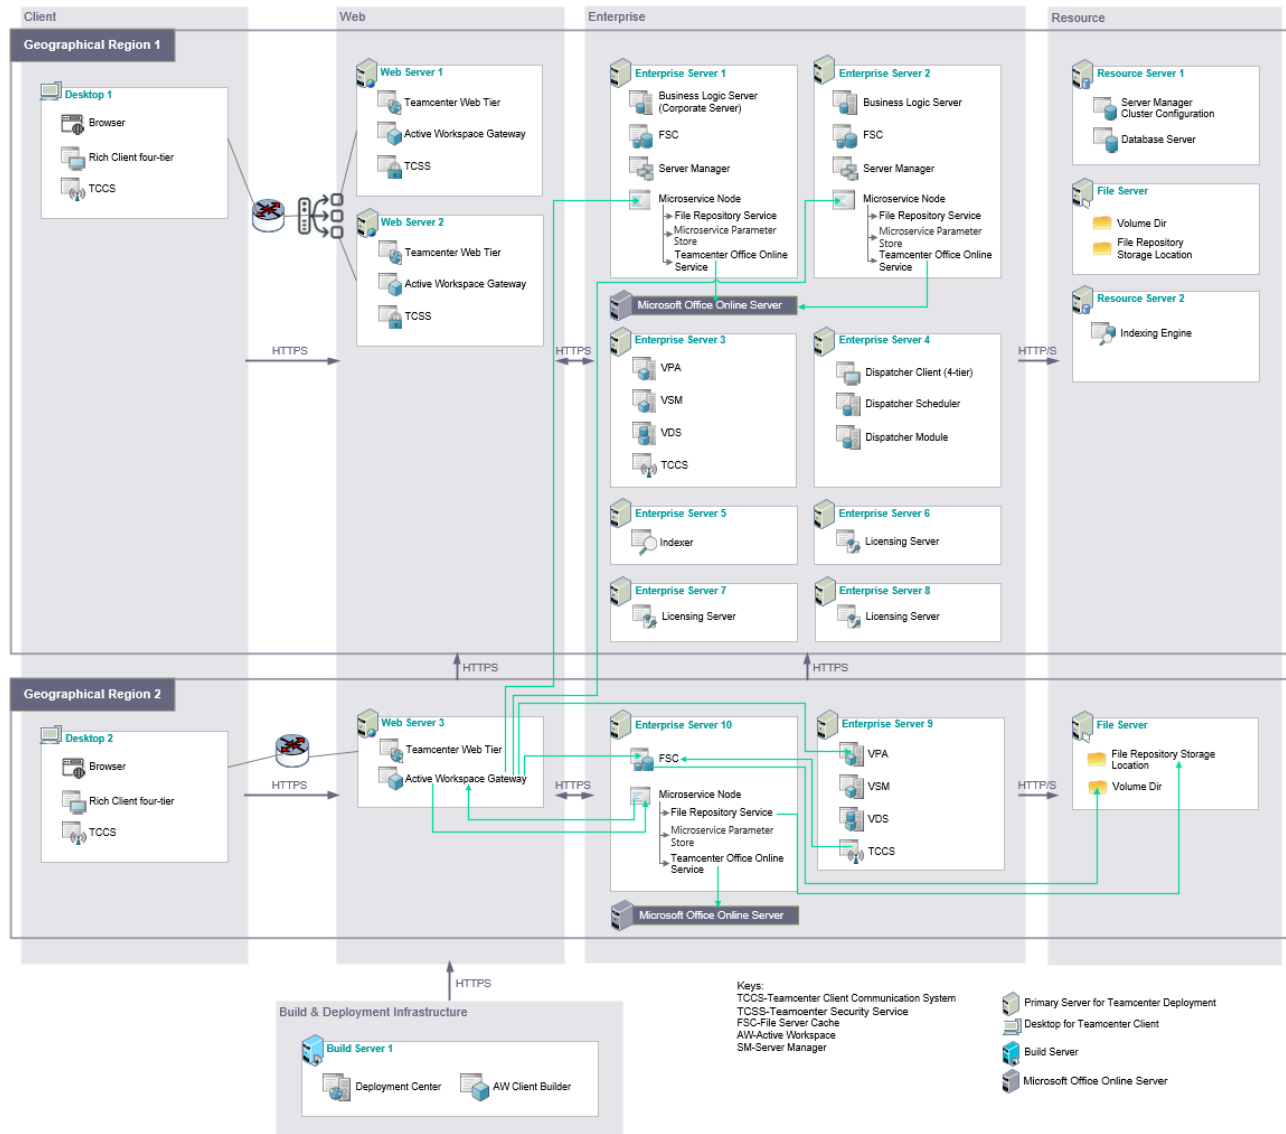 Client
Web
Enterprise
Resource
Geographical Region 1
Desktop 1
Browser
Rich Client four-tier
TCCS
Web Server 1
Teamcenter Web Tier
Active Workspace Gateway
TCSS
Web Server 2
Teamcenter Web Tier
Active Workspace Gateway
TCSS
Enterprise Server 1
Business Logic Server
(Corporate Server)
FSC
Server Manager
Microservice Node
File Repository Service
Microservice Parameter
Store
Teamcenter Office Online
Service
Enterprise Server 2
Business Logic Server
FSC
Server Manager
Microservice Node
File Repository Service
Microservice Parameter
Store
Teamcenter Office Online
Service
Microsoft Office Online Server
Resource Server 1
Server Manager
Cluster Configuration
Database Server
File Server
Volume Dir
File Repository
Storage Location
Resource Server 2
Indexing Engine
HTTPS
HTTPS
HTTP/S
Enterprise Server 3
VPA
VSM
VDS
TCCS
Enterprise Server 4
Dispatcher Client (4-tier)
Dispatcher Scheduler
Dispatcher Module
Enterprise Server 5
Indexer
Enterprise Server 6
Licensing Server
Enterprise Server 7
Licensing Server
Enterprise Server 8
Licensing Server
HTTPS
HTTPS
Geographical Region 2
Desktop 2
Browser
Rich Client four-tier
TCCS
HTTPS
Web Server 3
Teamcenter Web Tier
Active Workspace Gateway
HTTPS
Enterprise Server 10
FSC
Microservice Node
File Repository Service
Microservice Parameter
Store
Teamcenter Office Online
Service
Microsoft Office Online Server
Enterprise Server 9
VPA
VSM
VDS
TCCS
HTTP/S
File Server
File Repository Storage
Location
Volume Dir
HTTPS
Build & Deployment Infrastructure
Build Server 1
Deployment Center
AW Client Builder
Keys:
TCCS-Teamcenter Client Communication System
TCSS-Teamcenter Security Service
FSC-File Server Cache
AW-Active Workspace
SM-Server Manager
Primary Server for Teamcenter Deployment
Desktop for Teamcenter Client
Build Server
Microsoft Office Online Server